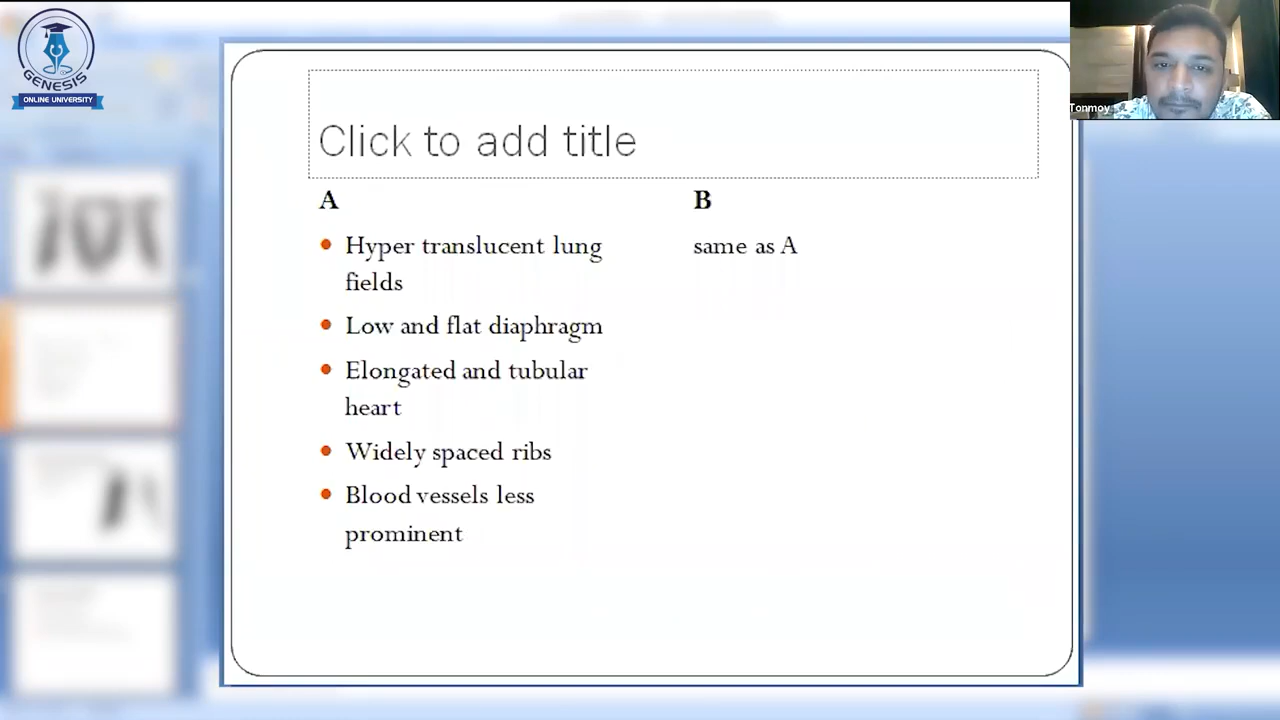 GENESIS
ONLINE UNIVERSITY
Tonmoy
Click to add title
A
Hyper translucent lung
fields
Low and flat diaphragm
Elongated and tubular
heart
Widely spaced ribs
Blood vessels less
prominent
B
same as A